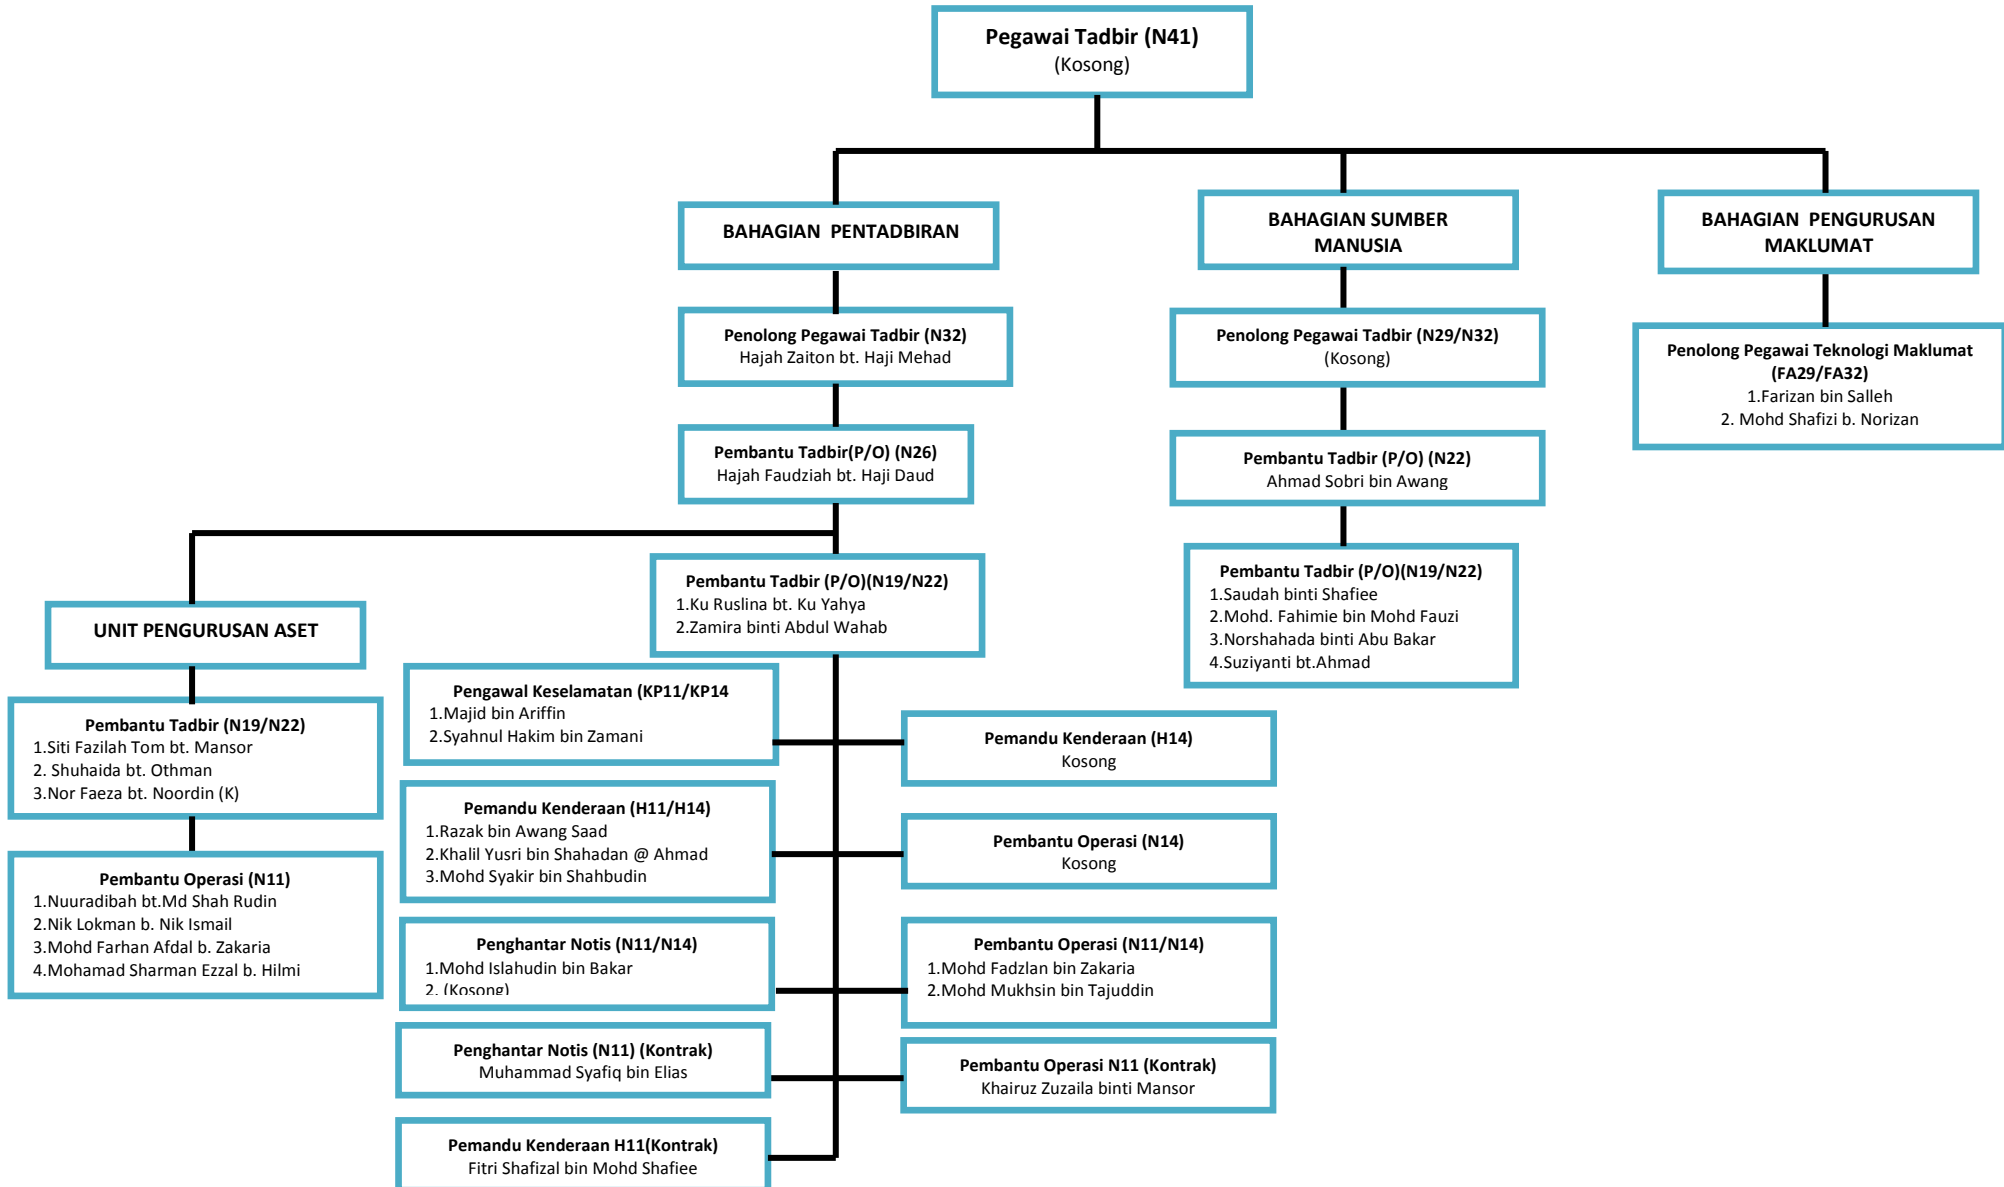 Pegawai Tadbir (N41)
(Kosong)
BAHAGIAN PENTADBIRAN
BAHAGIAN SUMBER
MANUSIA
BAHAGIAN PENGURUSAN
MAKLUMAT
Penolong Pegawai Tadbir (N32)
Hajah Zaiton bt. Haji Mehad
Penolong Pegawai Tadbir (N29/N32)
(Kosong)
Penolong Pegawai Teknologi Maklumat
(FA29/FA32)
1.Farizan bin Salleh
2. Mohd Shafizi b. Norizan
Pembantu Tadbir(P/O) (N26)
Hajah Faudziah bt. Haji Daud
Pembantu Tadbir (P/O) (N22)
Ahmad Sobri bin Awang
Pembantu Tadbir (P/O)(N19/N22)
1.Ku Ruslina bt. Ku Yahya
2.Zamira binti Abdul Wahab
Pembantu Tadbir (P/O)(N19/N22)
1.Saudah binti Shafiee
2.Mohd. Fahimie bin Mohd Fauzi
3.Norshahada binti Abu Bakar
4.Suziyanti bt.Ahmad
UNIT PENGURUSAN ASET
Pembantu Tadbir (N19/N22)
1.Siti Fazilah Tom bt. Mansor
2. Shuhaida bt. Othman
3.Nor Faeza bt. Noordin (K)
Pembantu Operasi (N11)
1.Nuuradibah bt.Md Shah Rudin
2.Nik Lokman b. Nik Ismail
3.Mohd Farhan Afdal b. Zakaria
4.Mohamad Sharman Ezzal b. Hilmi
Pengawal Keselamatan (KP11/KP14
1.Majid bin Ariffin
2.Syahnul Hakim bin Zamani
Pemandu Kenderaan (H14)
Kosong
Pemandu Kenderaan (H11/H14)
1.Razak bin Awang Saad
2.Khalil Yusri bin Shahadan @ Ahmad
3.Mohd Syakir bin Shahbudin
Pembantu Operasi (N14)
Kosong
Penghantar Notis (N11/N14)
1.Mohd Islahudin bin Bakar
2. (Kosong)
Pembantu Operasi (N11/N14)
1.Mohd Fadzlan bin Zakaria
2.Mohd Mukhsin bin Tajuddin
Penghantar Notis (N11) (Kontrak)
Muhammad Syafiq bin Elias
Pembantu Operasi N11 (Kontrak)
Khairuz Zuzaila binti Mansor
Pemandu Kenderaan H11(Kontrak)
Fitri Shafizal bin Mohd Shafiee